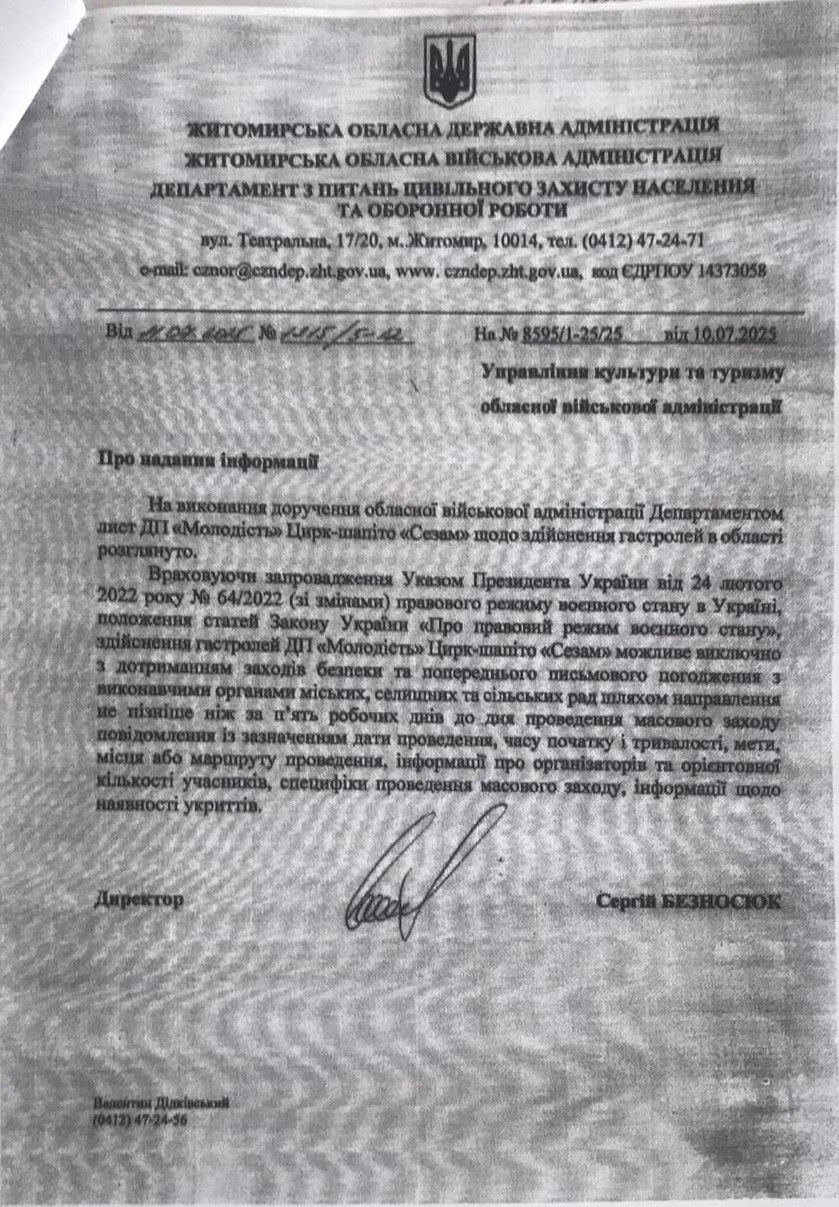 ЖИТОМИРСЬКА ОБЛАСНА ДЕРЖАВНА АДМІНІСТРАЦІЯ
ЖИТОМИРСЬКА ОБЛАСНА ВІЙСЬКОВА АДМІНІСТРАЦІЯ
ДЕПАРТАМЕНТ З ПИТАНЬ ЦИВІЛЬНОГО ЗАХИСТУ НАСЕЛЕННЯ
ТА ОБОРОННОЇ РОБОТИ
вул. Театральна, 17/20, м. Житомир, 10014, тел. (0412) 47-24-71
e-mail: cznor@czndep.zht.gov.ua, www. czndep.zht.gov.ua, код ЄДРПОУ 14373058
Від 11.07.2025 № На № 8595/1-25/25 від 10.07.2025
Управління культури та туризму
обласної військової адміністрації
Про надання інформації
На виконання доручення обласної військової адміністрації Департаментом
лист ДП «Молодість» Цирк-шапіто «Сезам» щодо здійснення гастролей в області
розглянуто.
Враховуючи запровадження Указом Президента України від 24 лютого
2022 року № 64/2022 (зі змінами) правового режиму воєнного стану в Україні,
положення статей Закону України «Про правовий режим воєнного стану»,
здійснення гастролей ДП «Молодість» Цирк-шапіто «Сезам» можливе виключно
з дотриманням заходів безпеки та попереднього письмового погодження з
виконавчими органами міських, селищних та сільських рад шляхом направлення
не пізніше ніж за п’ять робочих днів до дня проведення масового заходу
повідомлення із зазначенням дати проведення, часу початку і тривалості, мети,
місця або маршруту проведення, інформації про організаторів та орієнтовної
кількості учасників, специфіки проведення масового заходу, інформації щодо
наявності укриттів.
Директор Сергій БЕЗНОСЮК
Валентин Дідківський
(0412) 47-24-56